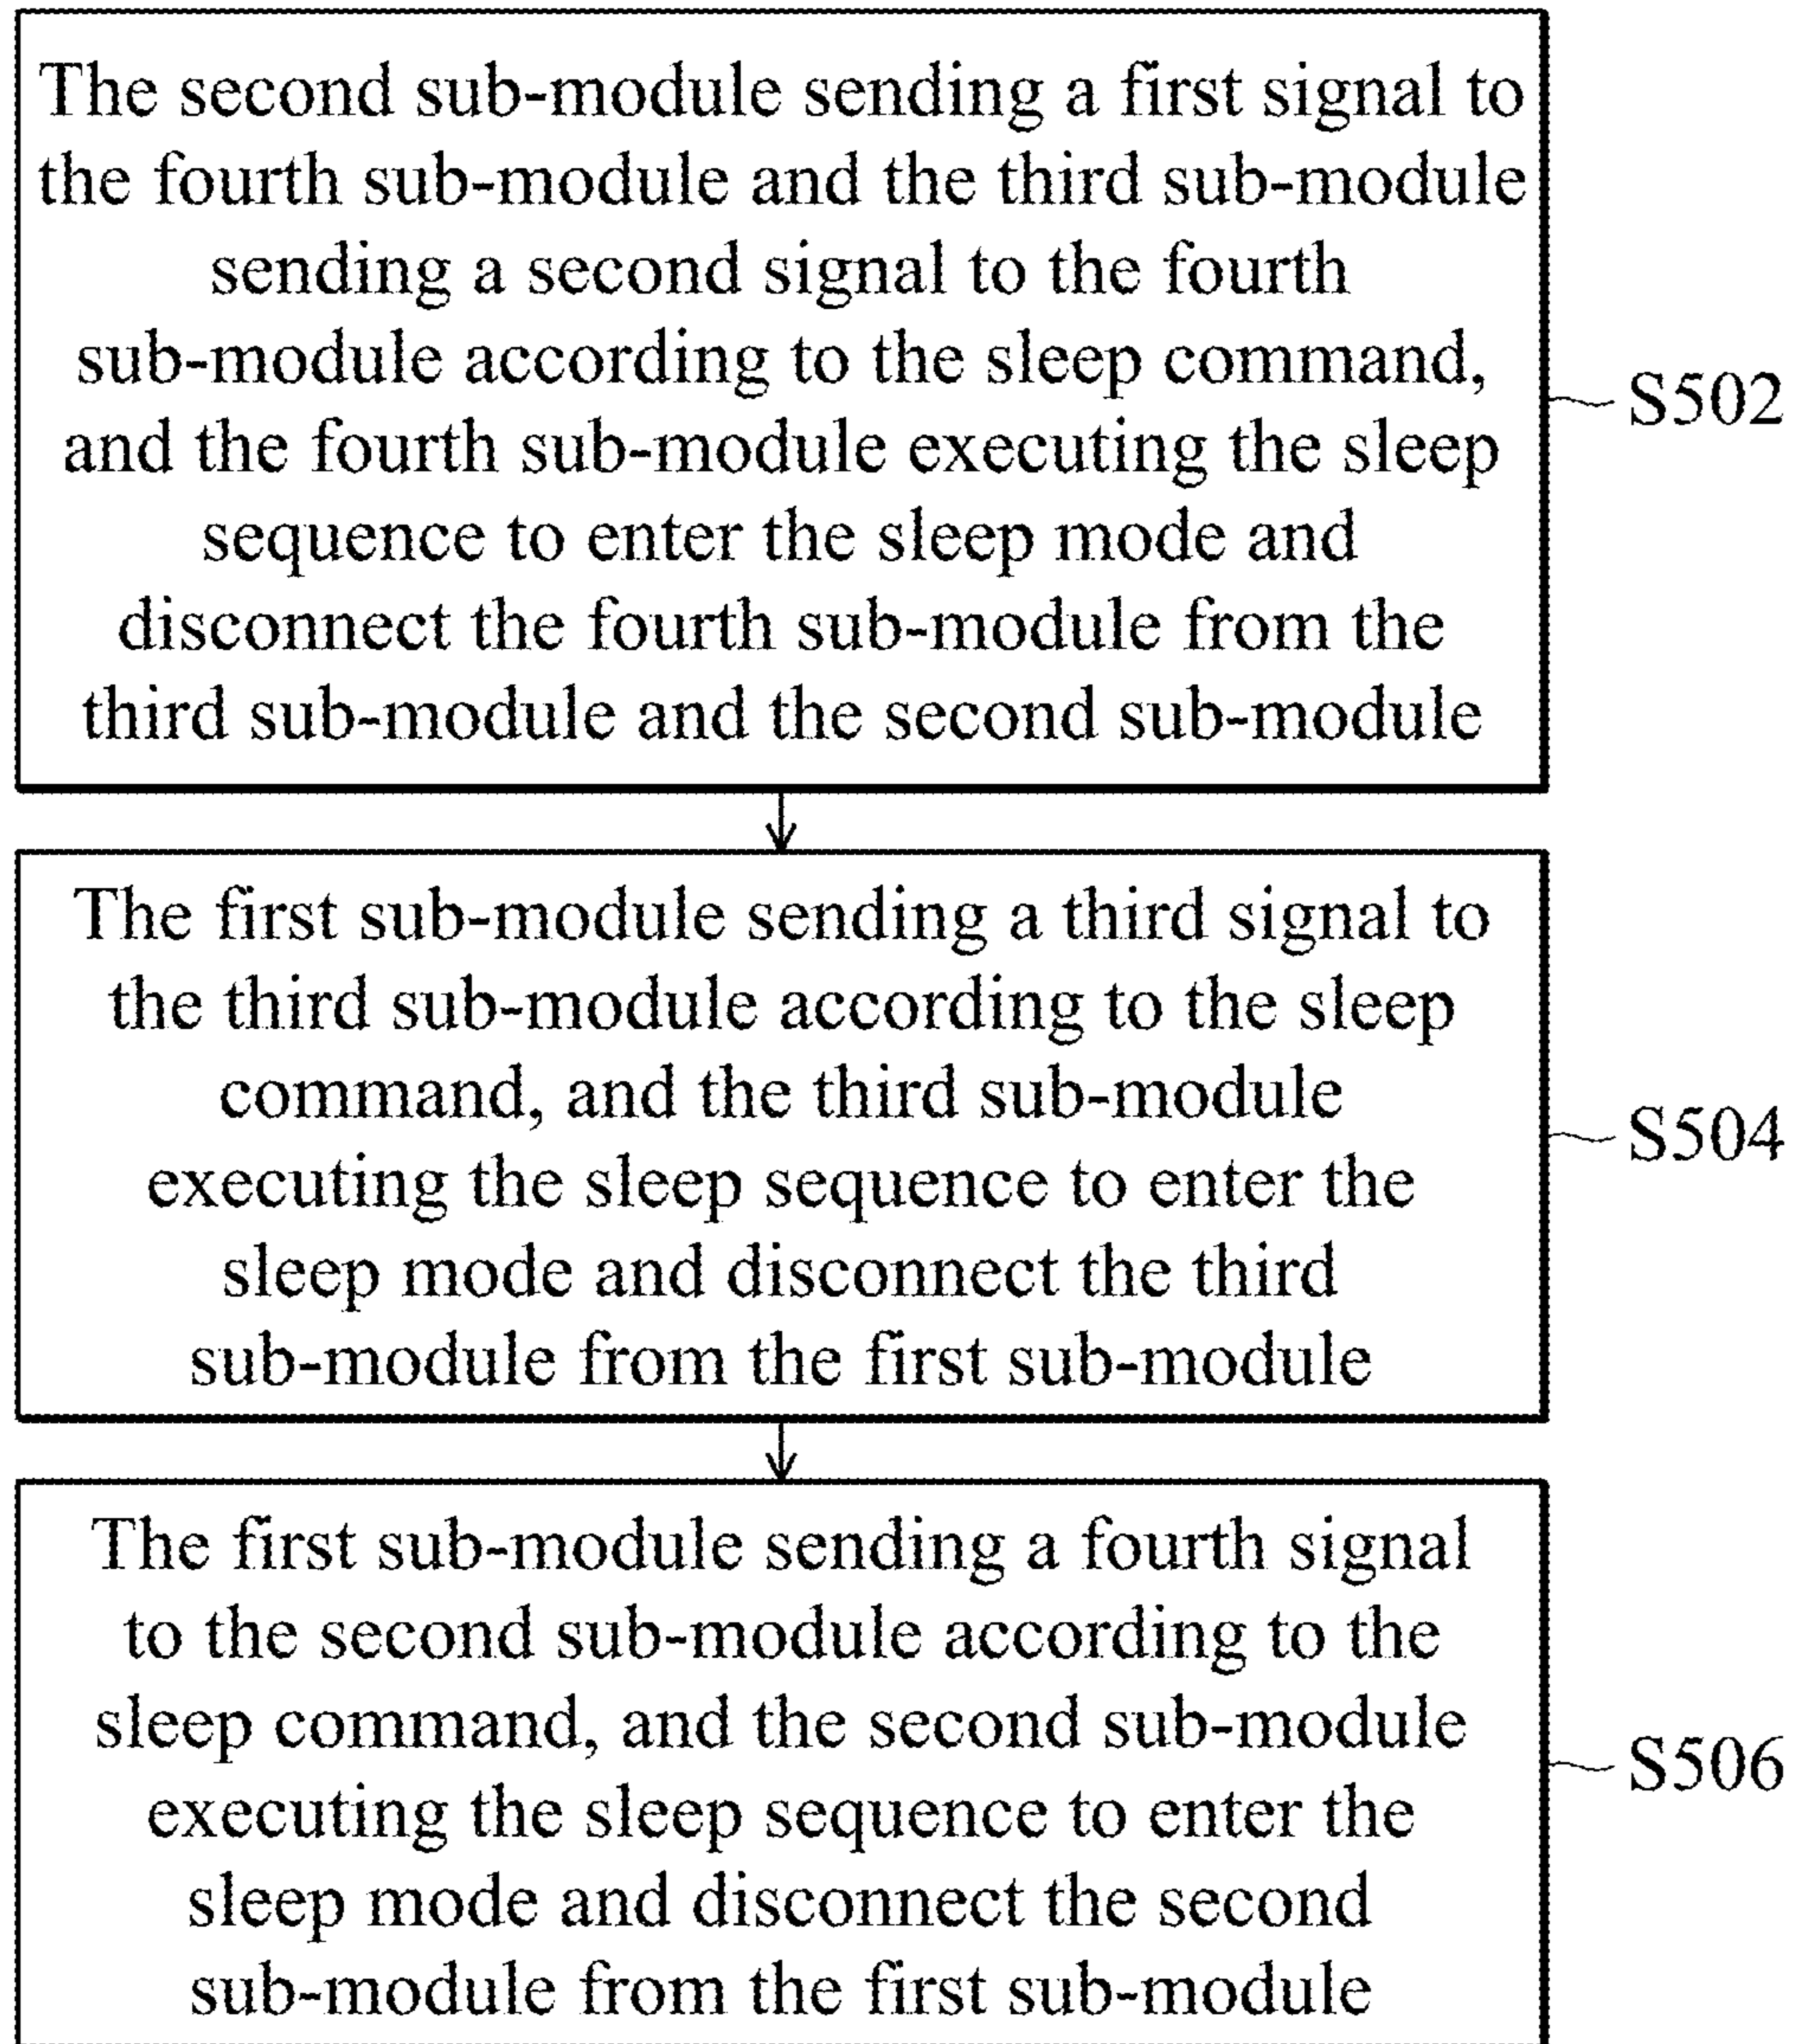 The second sub-module sending a first signal to
the fourth sub-module and the third sub-module
sending a second signal to the fourth
sub-module according to the sleep command,
and the fourth sub-module executing the sleep
sequence to enter the sleep mode and
disconnect the fourth sub-module from the
third sub-module and the second sub-module
S502
The first sub-module sending a third signal to
the third sub-module according to the sleep
command, and the third sub-module
executing the sleep sequence to enter the
sleep mode and disconnect the third
sub-module from the first sub-module
S504
The first sub-module sending a fourth signal
to the second sub-module according to the
sleep command, and the second sub-module
executing the sleep sequence to enter the
sleep mode and disconnect the second
sub-module from the first sub-module
S506